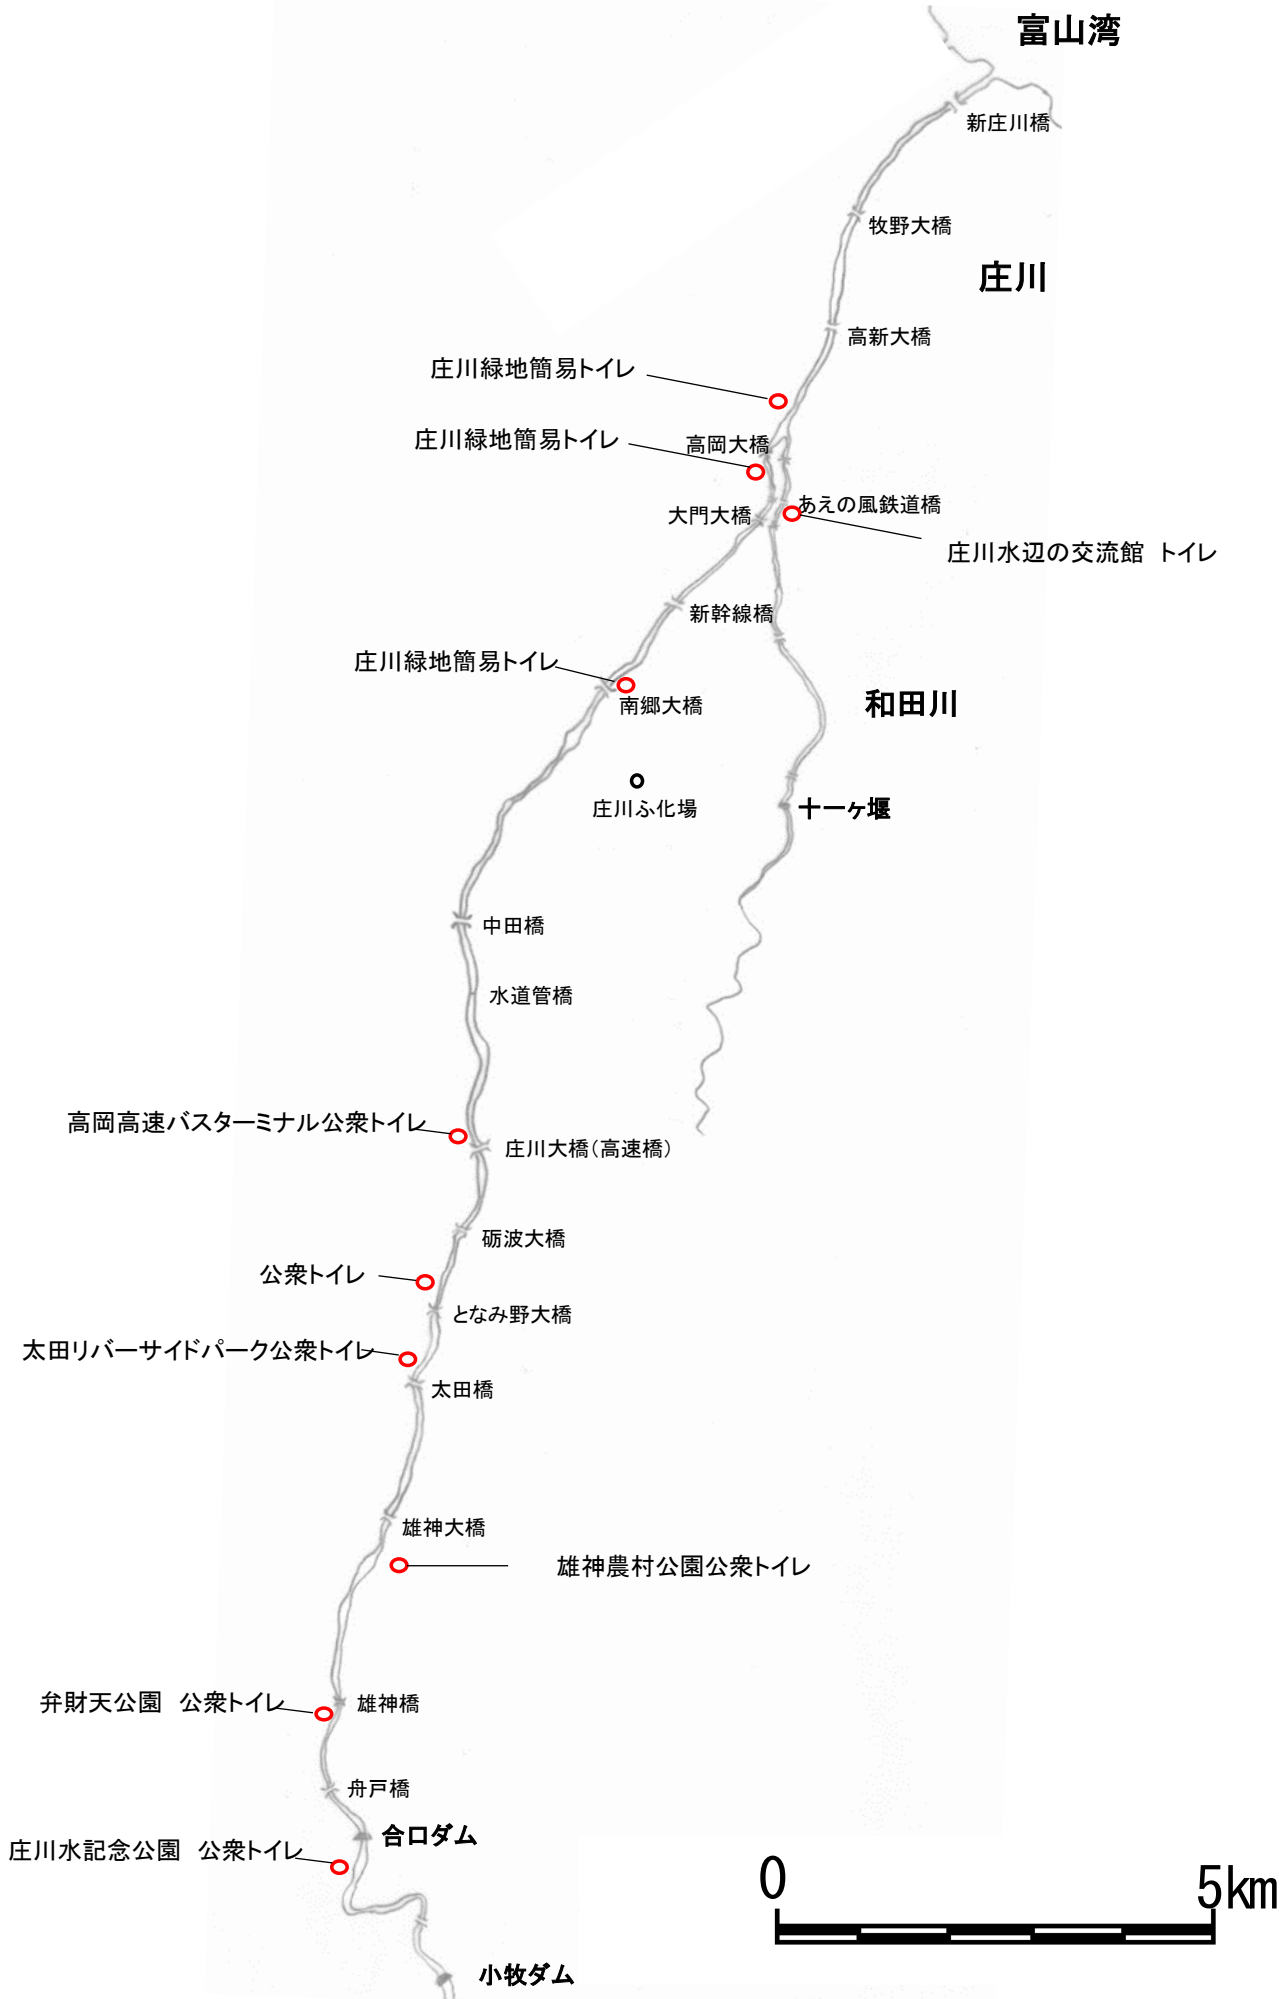 富山湾
新庄川橋
牧野大橋
庄川
高新大橋
庄川緑地簡易トイレ
庄川緑地簡易トイレ
高岡大橋
あえの風鉄道橋
大門大橋
庄川水辺の交流館 トイレ
新幹線橋
庄川緑地簡易トイレ
南郷大橋
和田川
庄川ふ化場
十一ヶ堰
中田橋
水道管橋
高岡高速バスターミナル公衆トイレ
庄川大橋(高速橋)
砺波大橋
公衆トイレ
となみ野大橋
太田リバーサイドパーク公衆トイレ
太田橋
雄神大橋
雄神農村公園公衆トイレ
弁財天公園 公衆トイレ
雄神橋
舟戸橋
合口ダム
庄川水記念公園 公衆トイレ
0 5km
小牧ダム